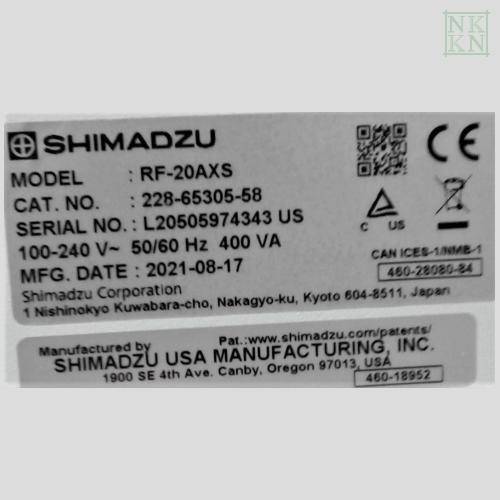 NK
KN
SHIMADZU
MODEL : RF-20AXS
CAT. NO. : 228-65305-58
SERIAL NO. : L20505974343 US
100-240 V~ 50/60 Hz 400 VA
MFG. DATE : 2021-08-17
Shimadzu Corporation
1 Nishinokyo Kuwabara-cho, Nakagyo-ku, Kyoto 604-8511, Japan
CE
C US
CAN ICES-1/NMB-1
460-28080-84
Pat.:www.shimadzu.com/patents/
Manufactured by
SHIMADZU USA MANUFACTURING, INC.
1900 SE 4th Ave. Canby, Oregon 97013, USA
460-18952